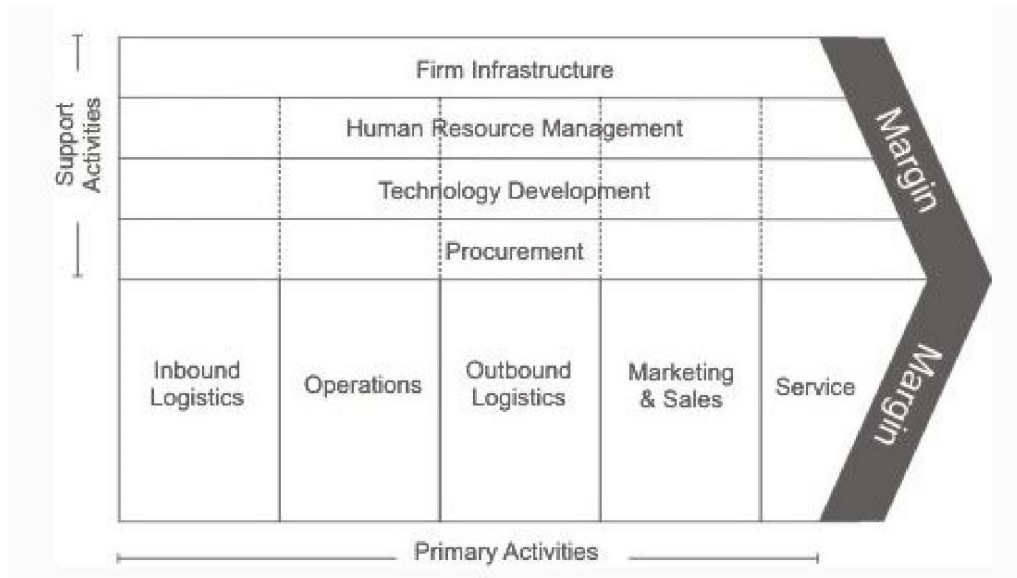 Support
Activities
Firm Infrastructure
Human Resource Management
Technology Development
Procurement
Margin
Inbound
Logistics
Operations
Outbound
Logistics
Marketing
& Sales
Service
Margin
Primary Activities